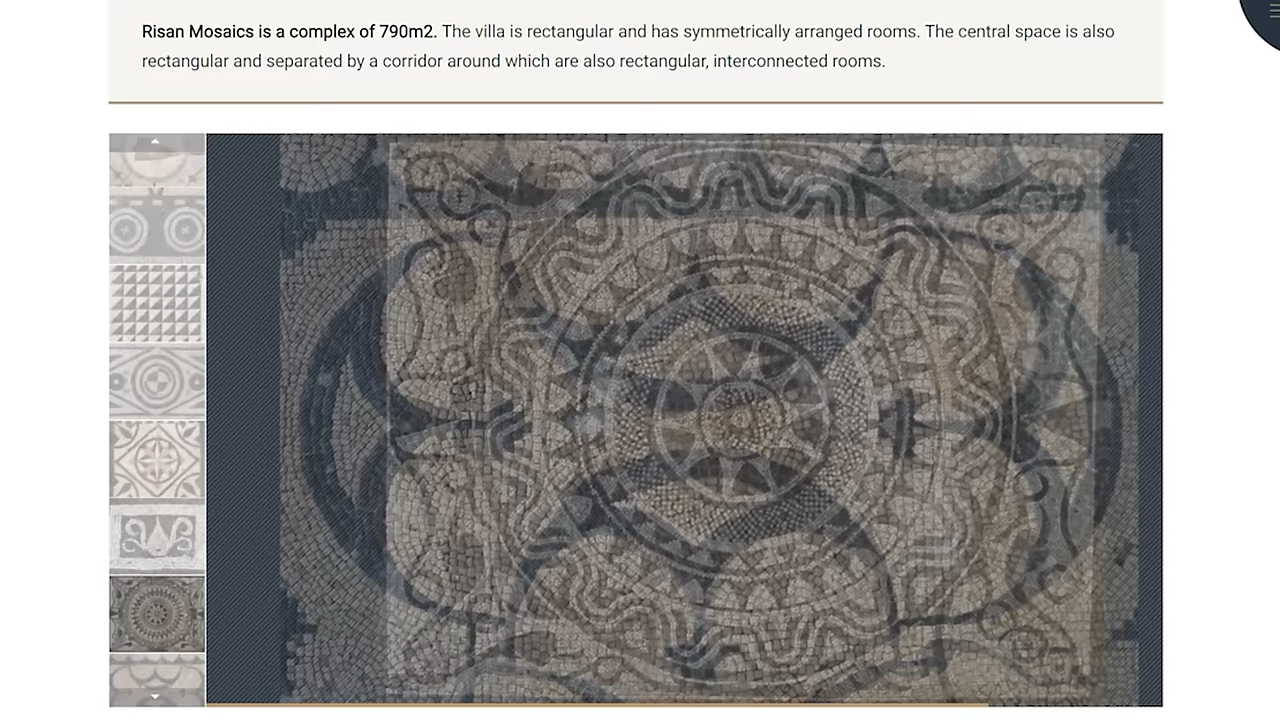 Risan Mosaics is a complex of 790m2. The villa is rectangular and has symmetrically arranged rooms. The central space is also
rectangular and separated by a corridor around which are also rectangular, interconnected rooms.